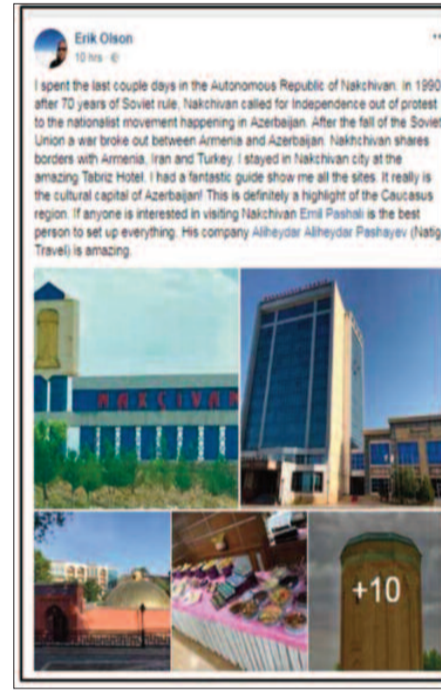 Erik Olson
10 hrs
I spent the last couple days in the Autonomous Republic of Nakchivan. In 1990
after 70 years of Soviet rule, Nakchivan called for Independence out of protest
to the nationalist movement happening in Azerbaijan. After the fall of the Soviet
Union a war broke out between Armenia and Azerbaijan. Nakhchivan shares
borders with Armenia, Iran and Turkey. I stayed in Nakchivan city at the
amazing Tabriz Hotel. I had a fantastic guide show me all the sites. It really is
the cultural capital of Azerbaijan! This is definitely a highlight of the Caucasus
region. If anyone is interested in visiting Nakchivan Emil Pashali is the best
person to set up everything. His company Aliheydar Aliheydar Pashayev (Natig
Travel) is amazing.
NAXÇIVAN
+10